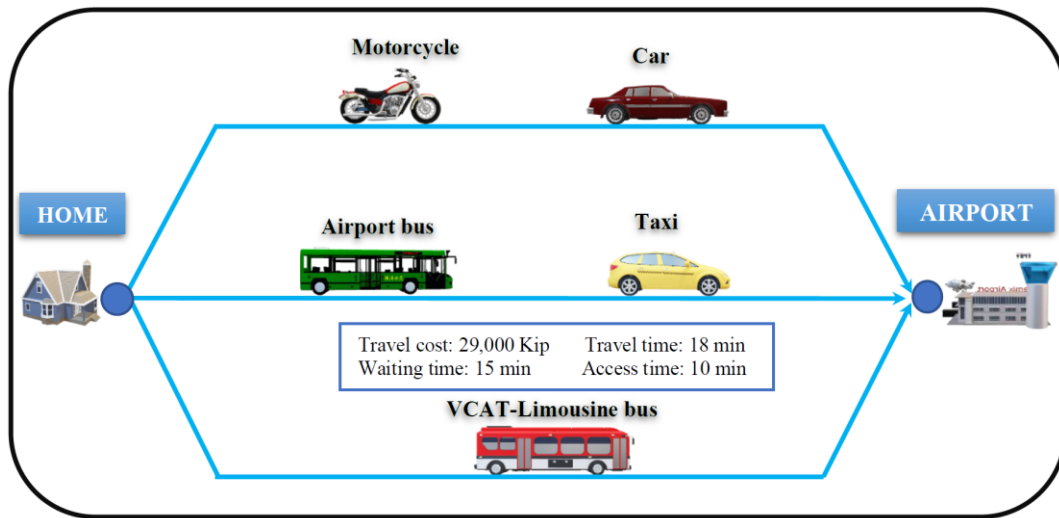 Motorcycle
Car
HOME
AIRPORT
Airport bus
Taxi
Travel cost: 29,000 Kip Travel time: 18 min
Waiting time: 15 min Access time: 10 min
VCAT-Limousine bus